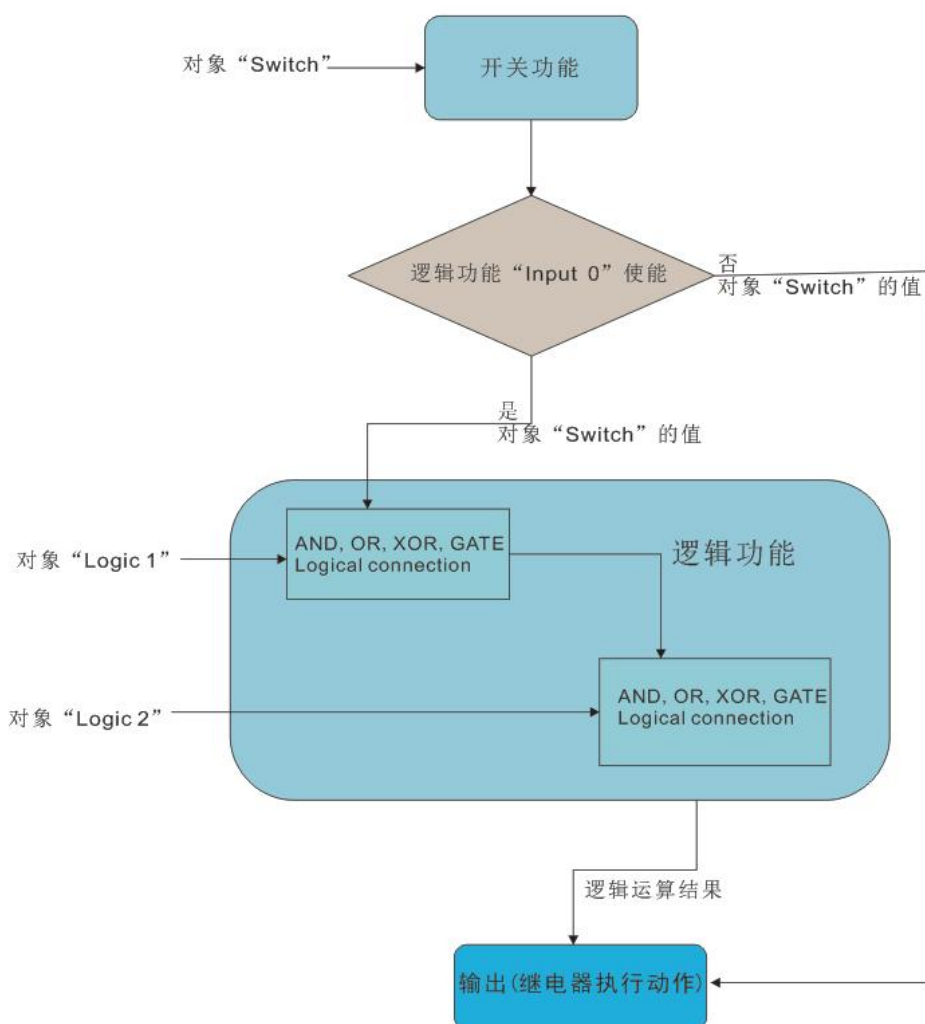 对象“Switch”
开关功能
逻辑功能“Input 0”使能
否
对象“Switch”的值
是
对象“Switch”的值
对象“Logic 1”
AND, OR, XOR, GATE
Logical connection
逻辑功能
对象“Logic 2”
AND, OR, XOR, GATE
Logical connection
逻辑运算结果
输出(继电器执行动作)